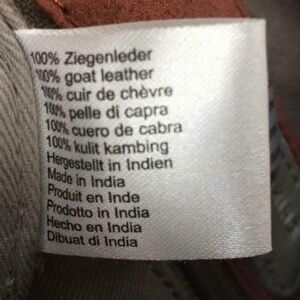 100% Ziegenleder
100% goat leather
100% cuir de chèvre
100% pelle di capra
100% cuero de cabra
100% kulit kambing
Hergestellt in Indien
Made in India
Produit en Inde
Prodotto in India
Hecho en India
Dibuat di India